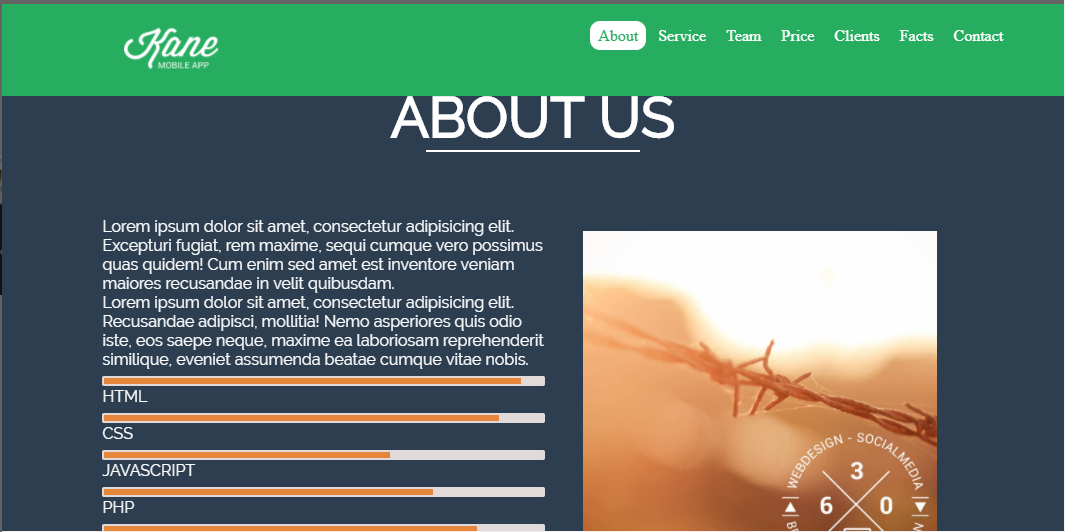 Kane
MOBILE APP
About Service Team Price Clients Facts Contact
ABOUT US
Lorem ipsum dolor sit amet, consectetur adipisicing elit.
Excepturi fugiat, rem maxime, sequi cumque vero possimus
quas quidem! Cum enim sed amet est inventore veniam
maiores recusandae in velit quibusdam.
Lorem ipsum dolor sit amet, consectetur adipisicing elit.
Recusandae adipisci, mollitia! Nemo asperiores quis odio
iste, eos saepe neque, maxime ea laboriosam reprehenderit
similique, eveniet assumenda beatae cumque vitae nobis.
HTML
CSS
JAVASCRIPT
PHP
WEBDESIGN - SOCIALMEDIA
3
6 0